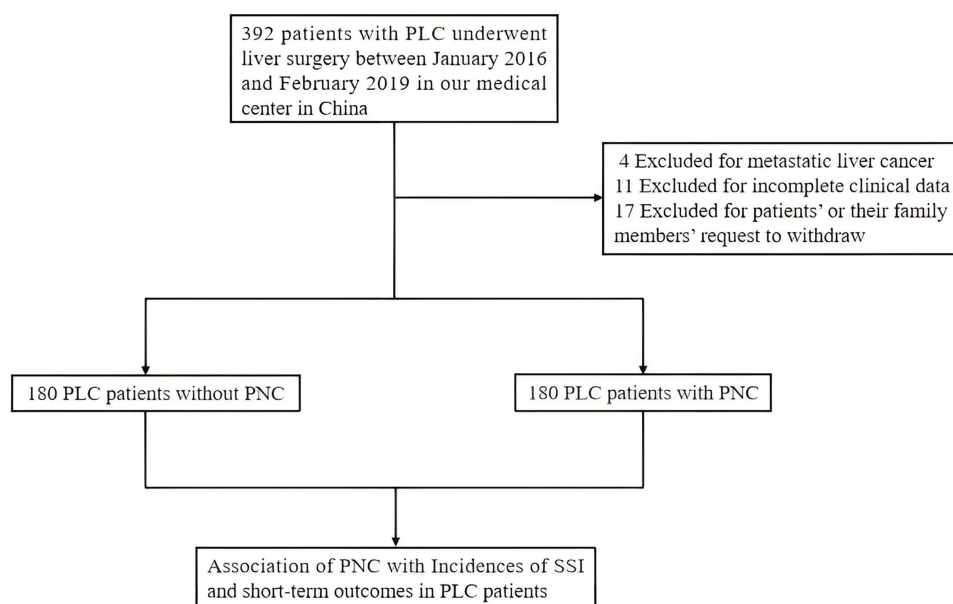 392 patients with PLC underwent
liver surgery between January 2016
and February 2019 in our medical
center in China
4 Excluded for metastatic liver cancer
11 Excluded for incomplete clinical data
17 Excluded for patients’ or their family
members’ request to withdraw
180 PLC patients without PNC
180 PLC patients with PNC
Association of PNC with Incidences of SSI
and short-term outcomes in PLC patients